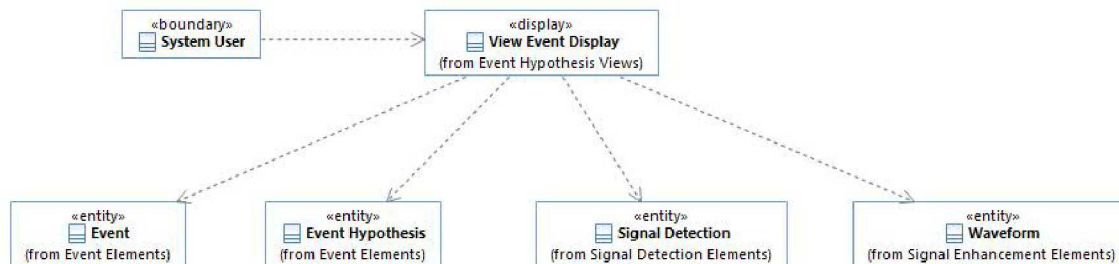 «boundary»
System User
«display»
View Event Display
(from Event Hypothesis Views)
«entity»
Event
(from Event Elements)
«entity»
Event Hypothesis
(from Event Elements)
«entity»
Signal Detection
(from Signal Detection Elements)
«entity»
Waveform
(from Signal Enhancement Elements)